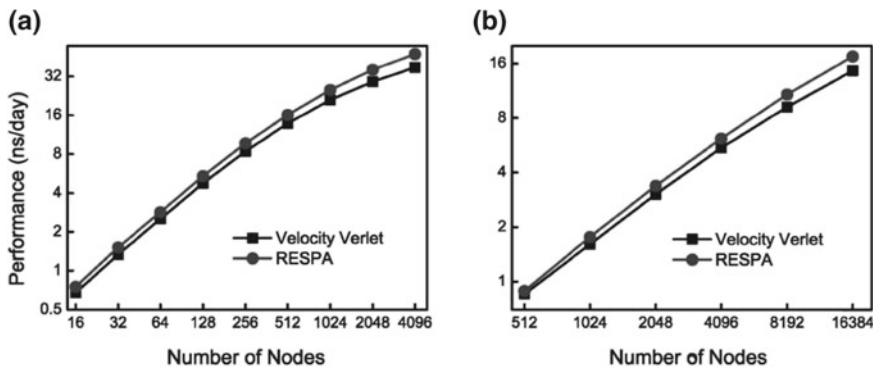 (a)
Performance (ns/day)
32
16
8
4
2
1
0.5
Velocity Verlet
RESPA
16 32 64 128 256 512 1024 2048 4096
Number of Nodes
(b)
16
8
4
2
1
Velocity Verlet
RESPA
512 1024 2048 4096 8192 16384
Number of Nodes